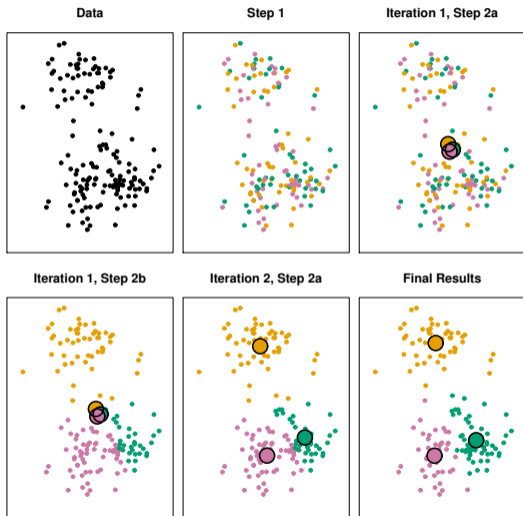 Data
Step 1
Iteration 1, Step 2a
Iteration 1, Step 2b
Iteration 2, Step 2a
Final Results